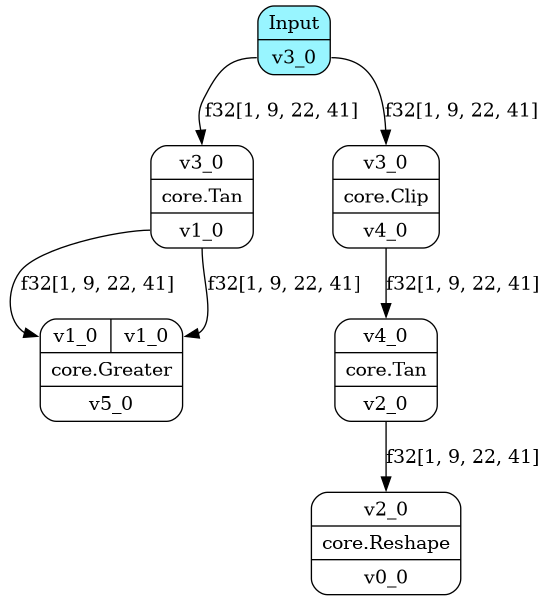 Input
v3_0
f32[1, 9, 22, 41]
f32[1, 9, 22, 41]
v3_0
core.Tan
v1_0
v3_0
core.Clip
v4_0
f32[1, 9, 22, 41]
f32[1, 9, 22, 41]
f32[1, 9, 22, 41]
v1_0
v1_0
core.Greater
v5_0
v4_0
core.Tan
v2_0
f32[1, 9, 22, 41]
v2_0
core.Reshape
v0_0